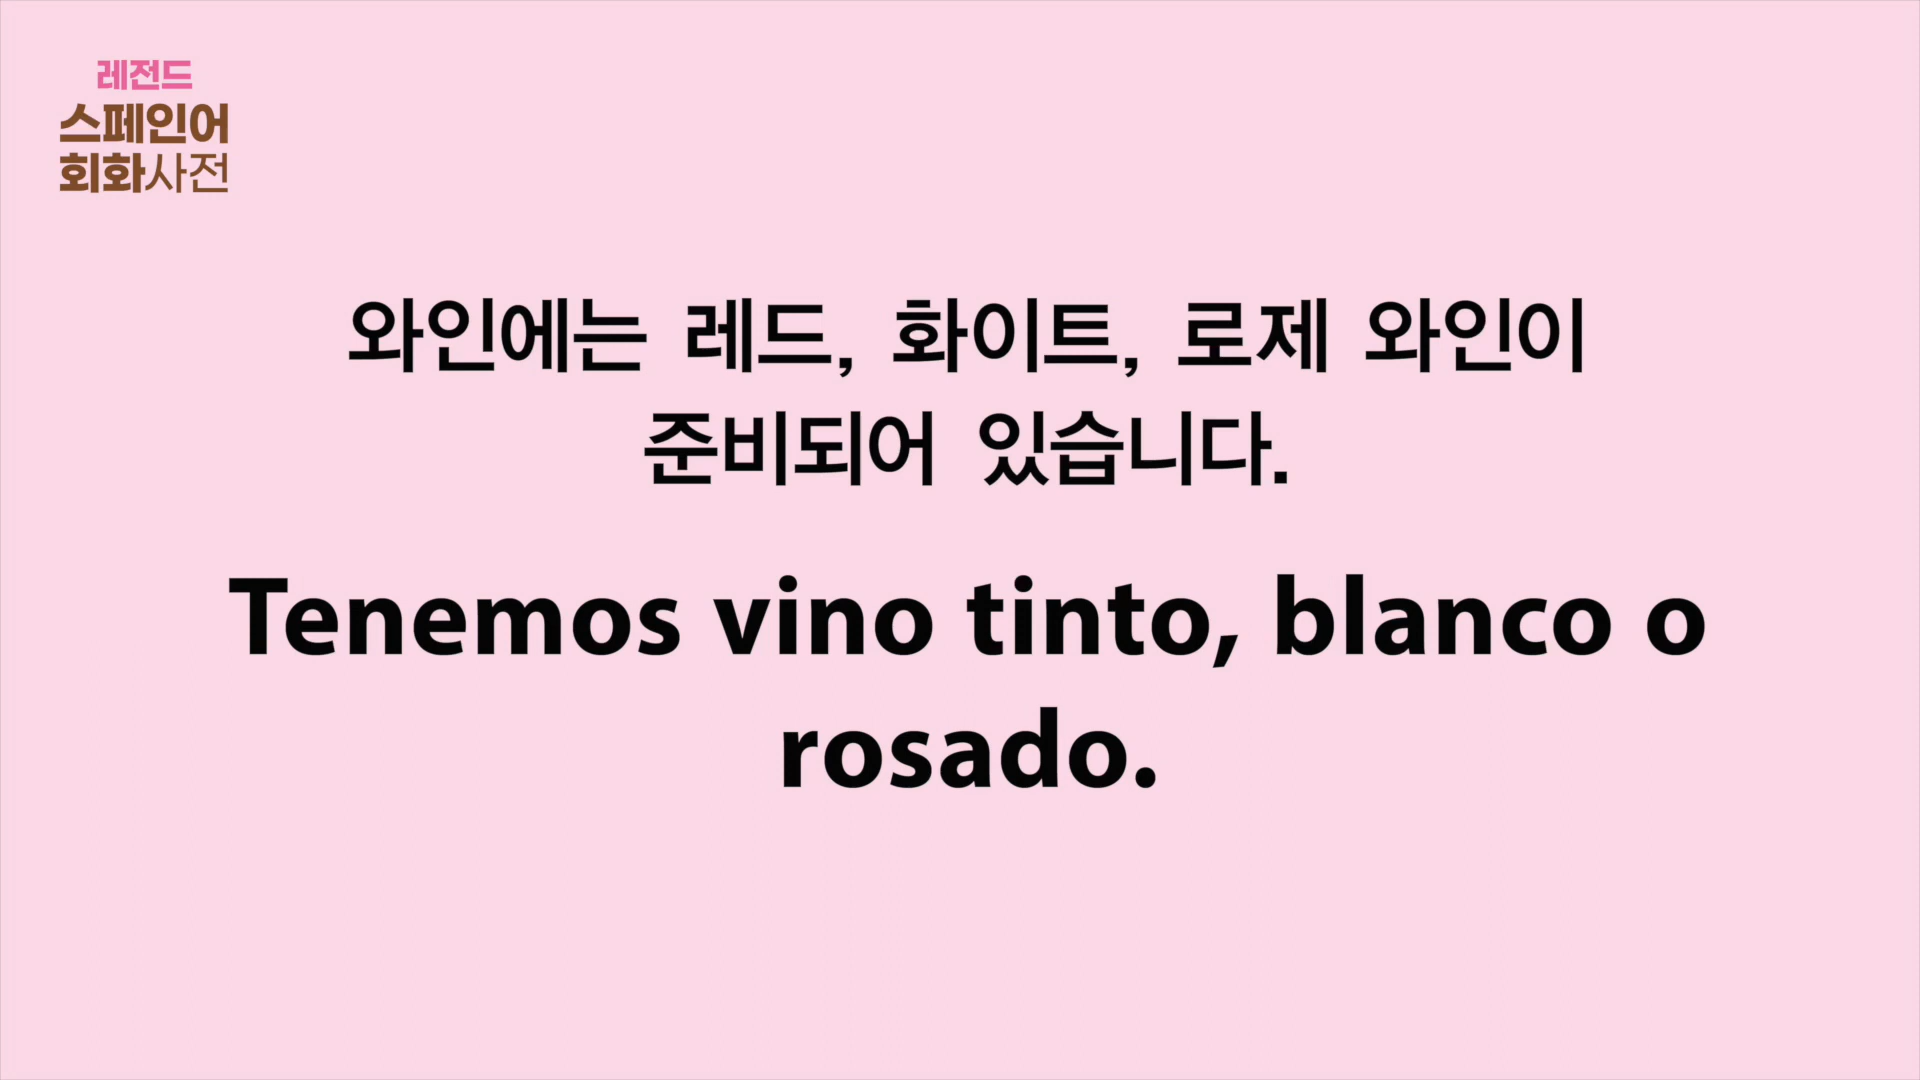 레전드
스페인어
회화사전
와인에는 레드, 화이트, 로제 와인이
준비되어 있습니다.
Tenemos vino tinto, blanco o
rosado.